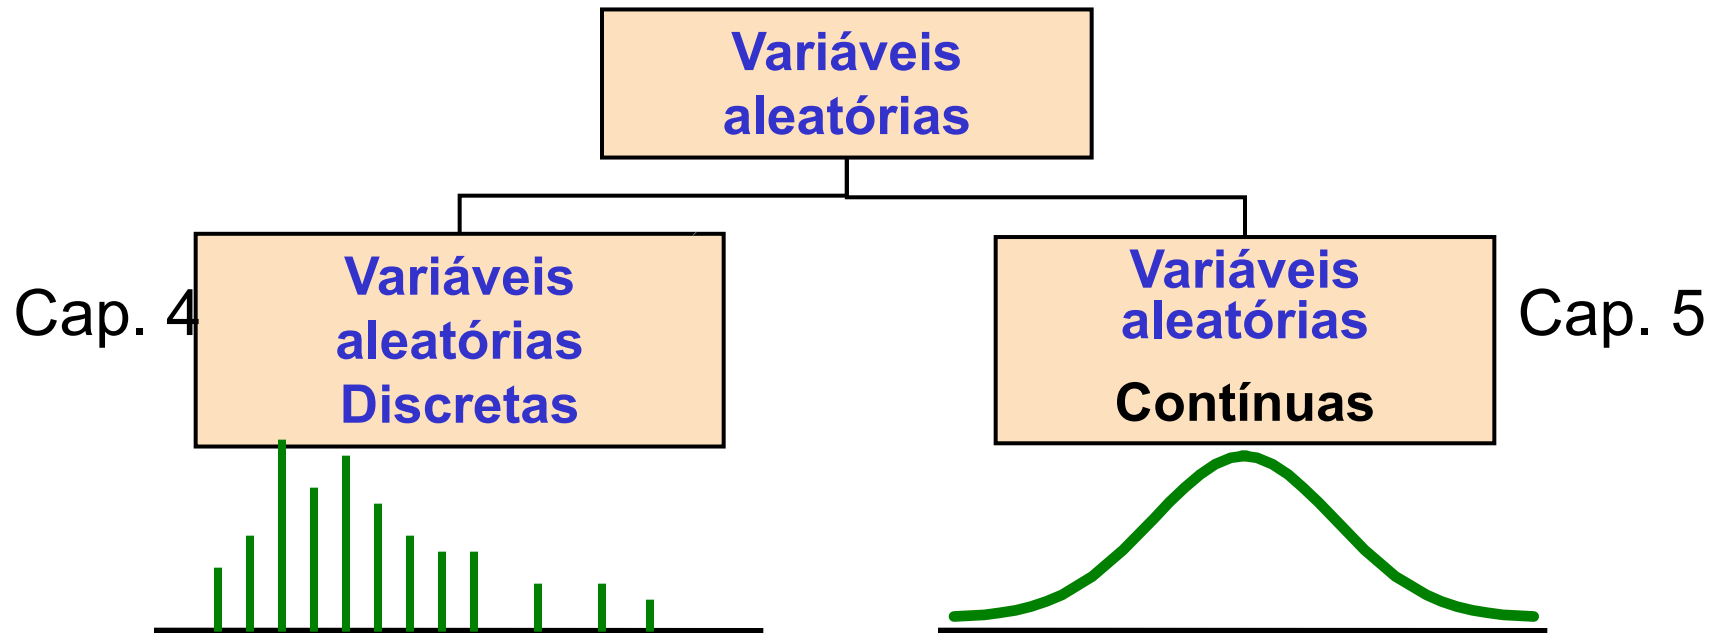 Variáveis
aleatórias
Cap. 4
Variáveis
aleatórias
Discretas
Variáveis
aleatórias
Contínuas
Cap. 5